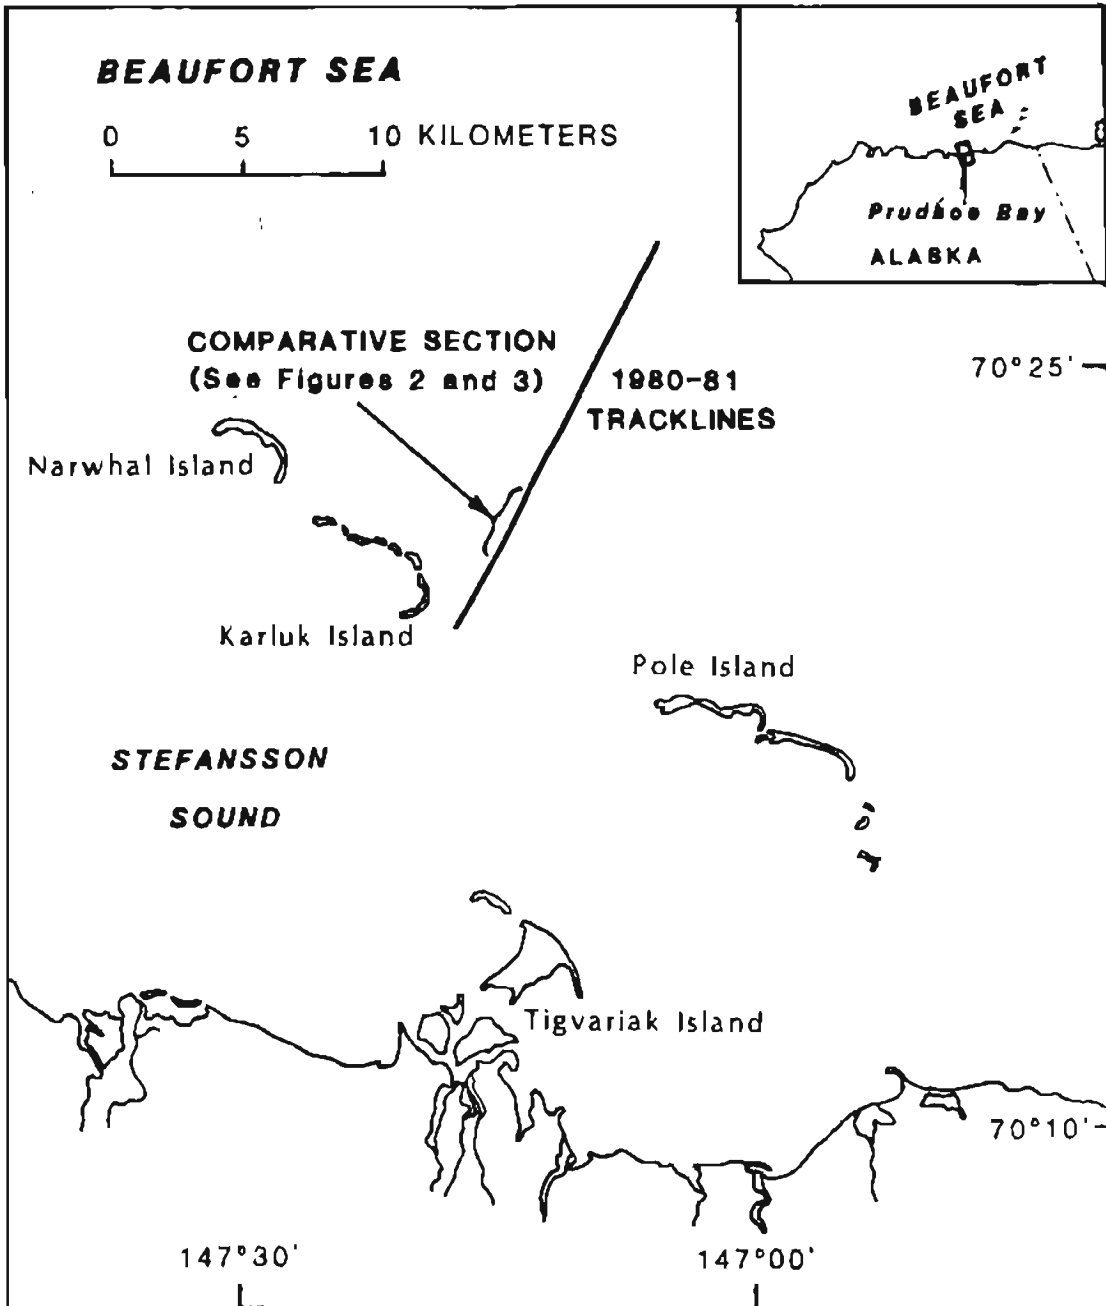 BEAUFORT SEA
0 5 10 KILOMETERS
BEAUFORT
SEA
Prudhoe Bay
ALASKA
COMPARATIVE SECTION
(See Figures 2 and 3)
1980-81
TRACKLINES
70°25'
Narwhal Island
Karluk Island
Pole Island
STEFANSSON
SOUND
Tigvariak Island
70°10'
147°30'
147°00'